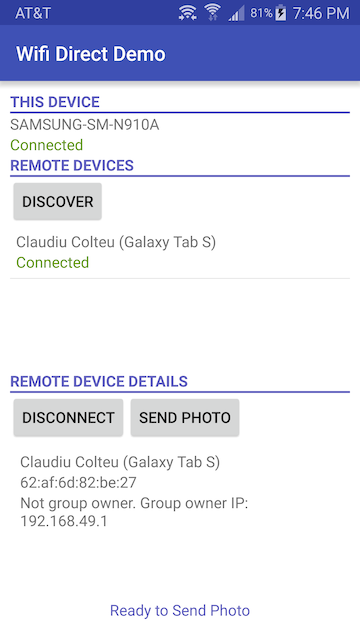 AT&T 81% 7:46 PM
Wifi Direct Demo
THIS DEVICE
SAMSUNG-SM-N910A
Connected
REMOTE DEVICES
DISCOVER
Claudiu Colteu (Galaxy Tab S)
Connected
REMOTE DEVICE DETAILS
DISCONNECT SEND PHOTO
Claudiu Colteu (Galaxy Tab S)
62:af:6d:82:be:27
Not group owner. Group owner IP:
192.168.49.1
Ready to Send Photo